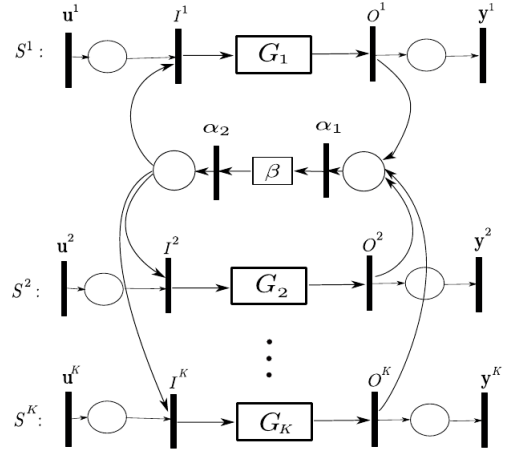 u¹ I¹ O¹ y¹
S¹: G₁
α₂ α₁
β
u² I² O² y²
S²: G₂
uᴷ Iᴷ Oᴷ yᴷ
Sᴷ: G_K